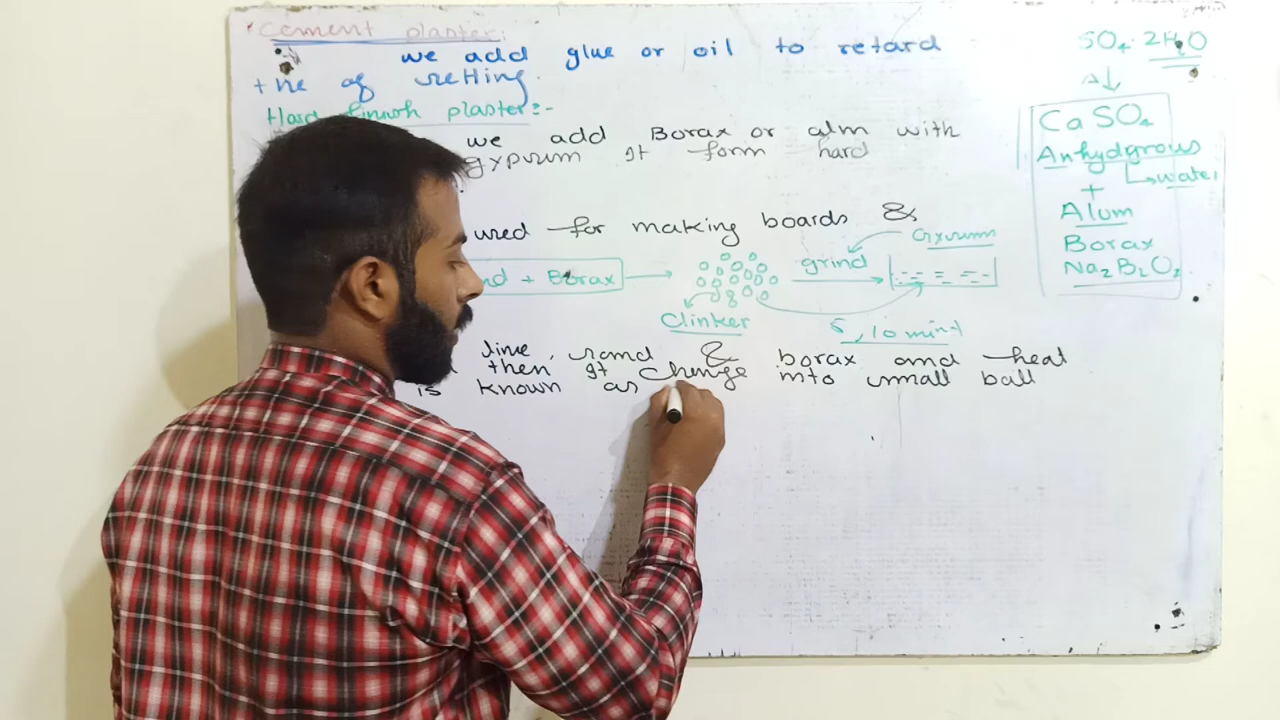 Cement plaster:
we add glue or oil to retard
the of setting.
Hard finish plaster:-
we add Borax or alm with
gypsum It form hard
used for making boards &
+ Borax
grind
Gypsum
Clinker
5, 10 mint
lime, sand & borax and heat
then It change into small ball
is known as
SO4. 2H2O
Δ
CaSO4
Anhydgrous
water
+
Alum
Borax
Na2B2O7